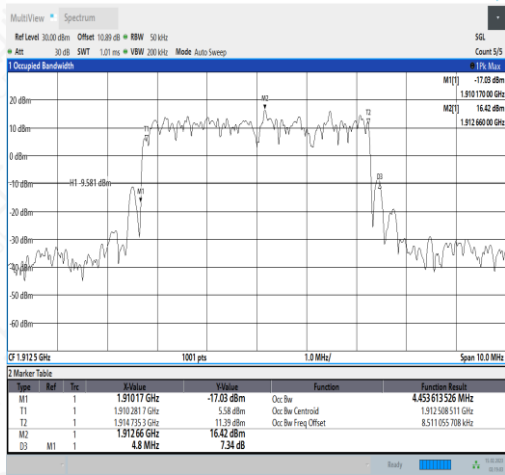 MultiView Spectrum
Ref Level 30.00 dBm Offset 10.89 dB RBW 50 kHz SGL
Att 30 dB SWT 1.01 ms VBW 200 kHz Mode Auto Sweep Count 5/5
1 Occupied Bandwidth 1Pk Max
M1[1] -17.03 dBm
1.910 170 00 GHz
M2[1] 16.42 dBm
1.912 660 00 GHz
M2
20 dBm
T2
T1
10 dBm
0 dBm
D3
-10 dBm H1 -9.581 dBm
M1
-20 dBm
-30 dBm
-40 dBm
-50 dBm
-60 dBm
CF 1.912 5 GHz 1001 pts 1.0 MHz/ Span 10.0 MHz
2 Marker Table
Type Ref Trc X-Value Y-Value Function Function Result
M1 1 1.910 17 GHz -17.03 dBm Occ Bw 4.453 613 526 MHz
T1 1 1.910 281 7 GHz 5.58 dBm Occ Bw Centroid 1.912 508 511 GHz
T2 1 1.914 735 3 GHz 11.39 dBm Occ Bw Freq Offset 8.511 055 708 kHz
M2 1 1.912 66 GHz 16.42 dBm
D3 M1 1 4.8 MHz 7.34 dB
Ready